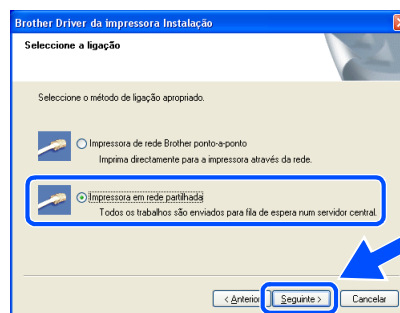 Brother Driver da impressora Instalação
Seleccione a ligação
Seleccione o método de ligação apropriado.
Impressora de rede Brother ponto-a-ponto
Imprima directamente para a impressora através da rede.
Impressora em rede partilhada
Todos os trabalhos são enviados para fila de espera num servidor central.
< Anterior Seguinte > Cancelar